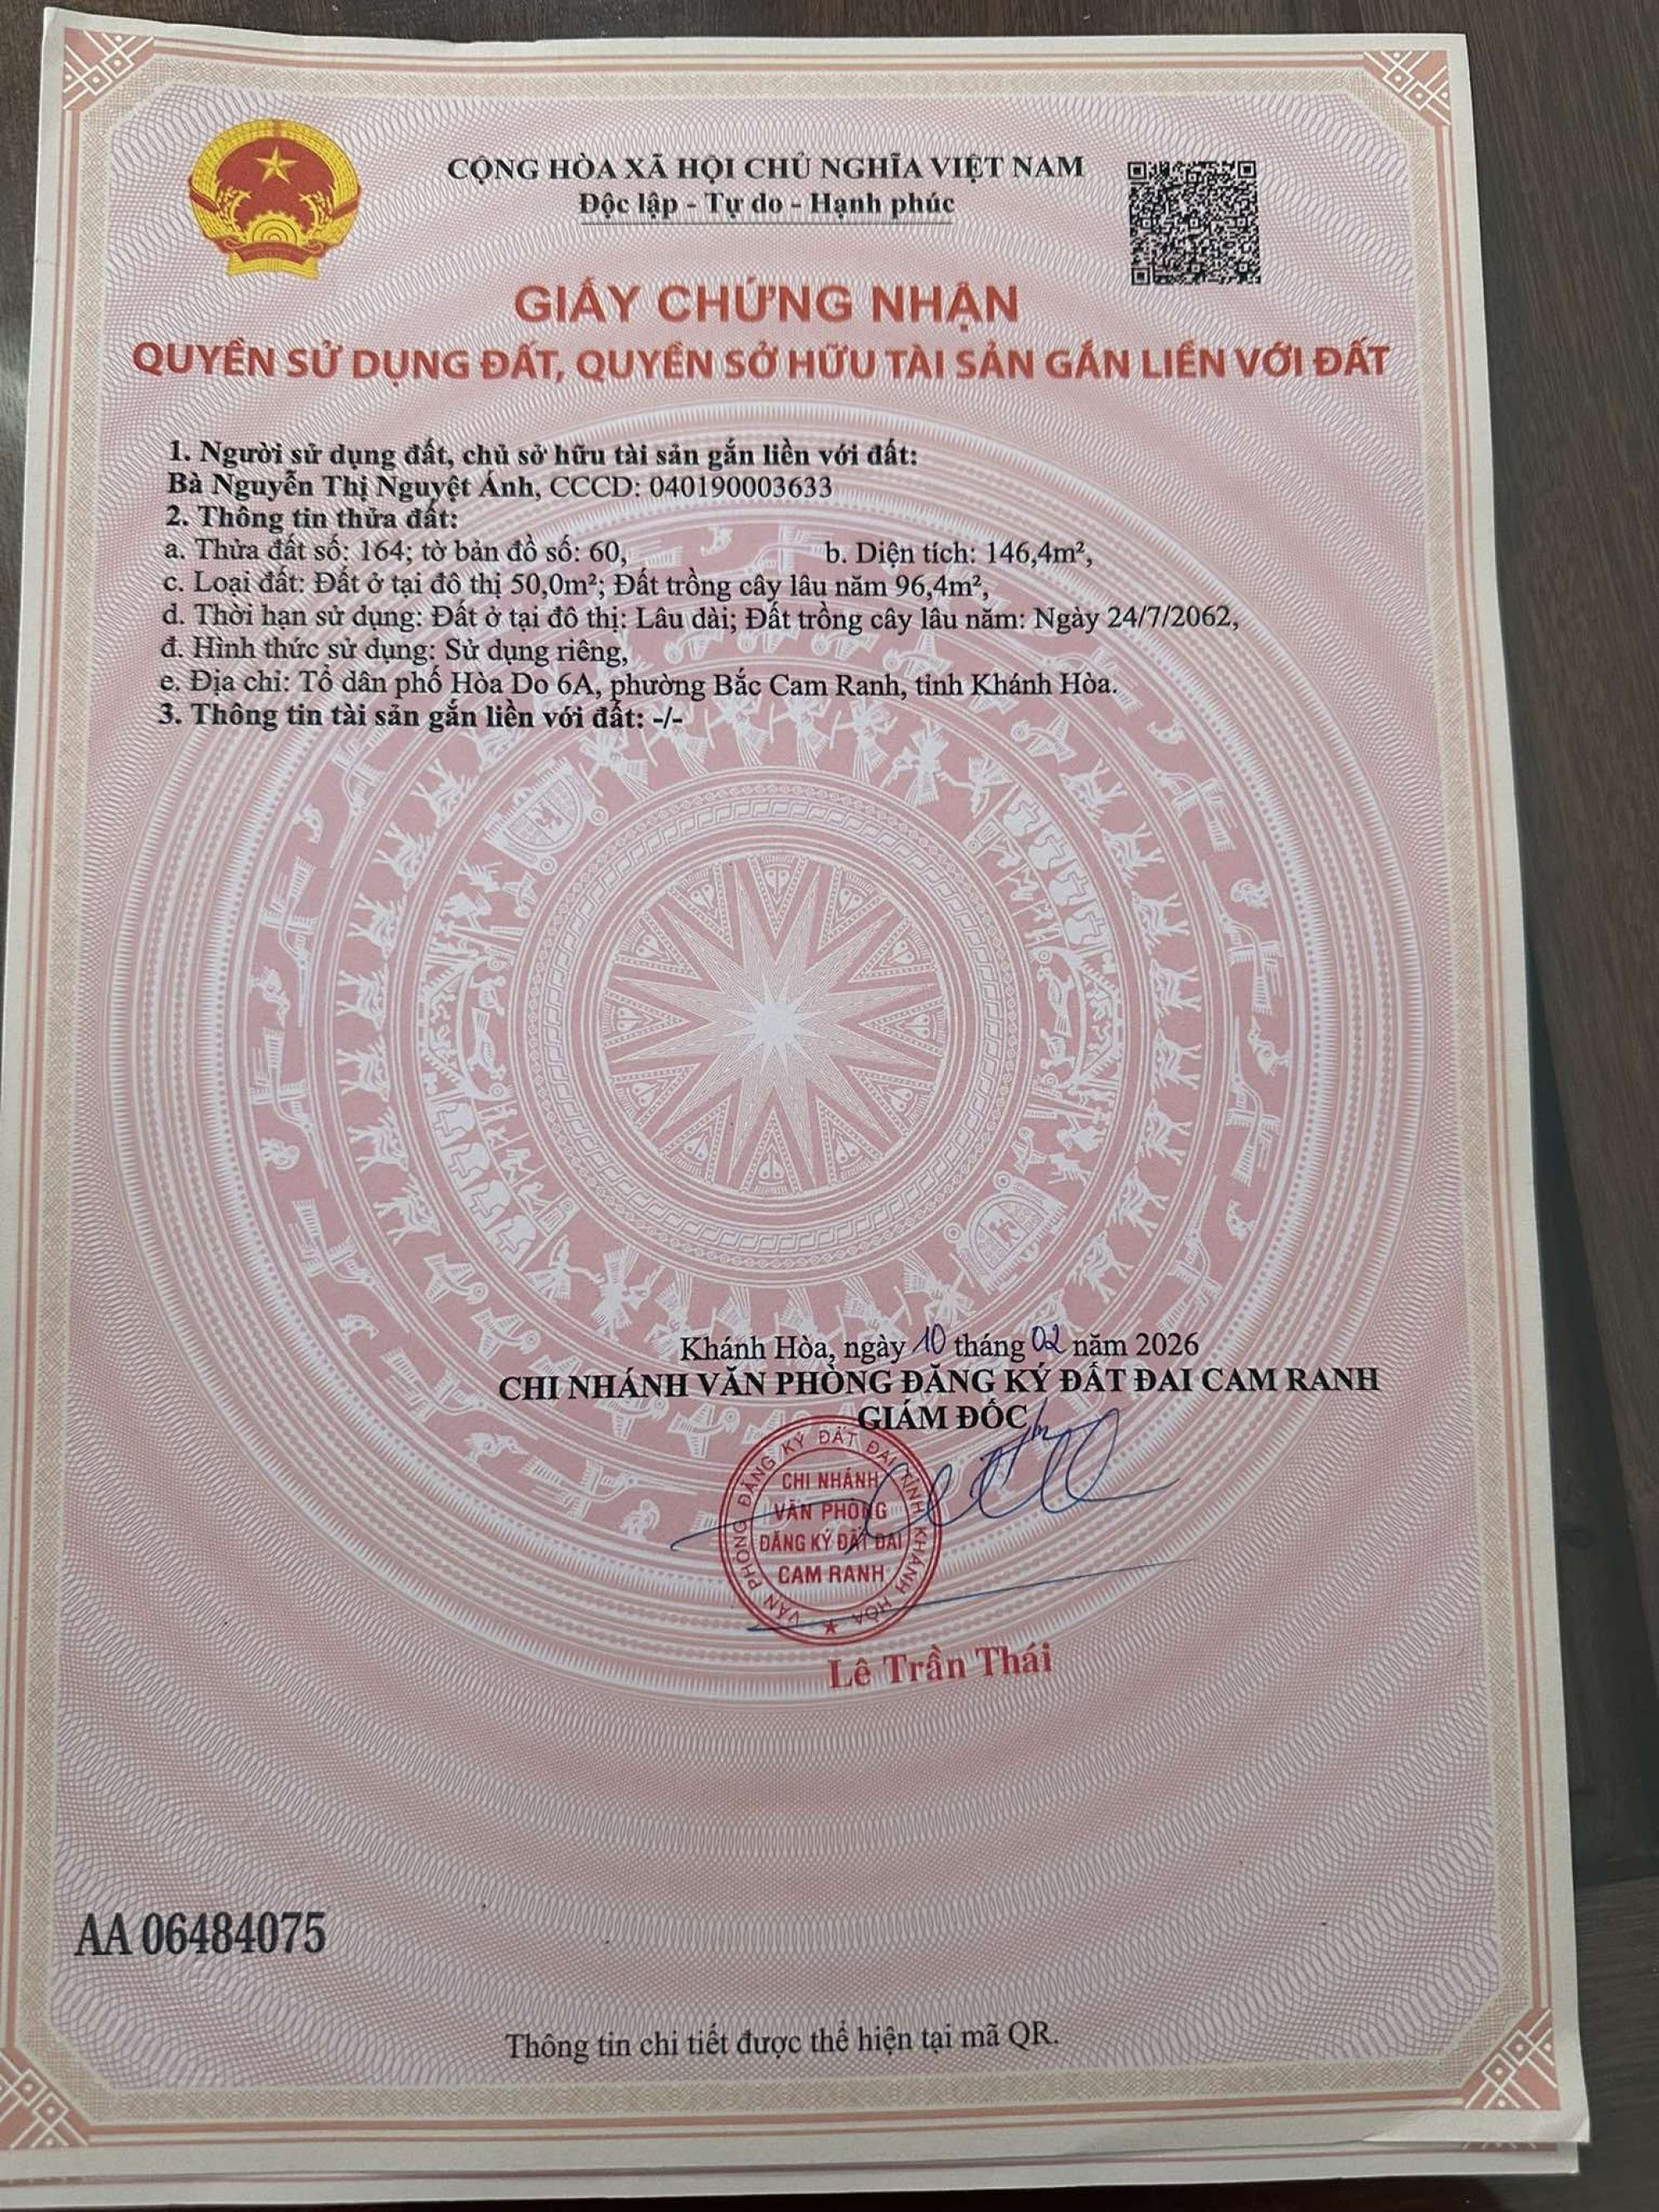 CỘNG HÒA XÃ HỘI CHỦ NGHĨA VIỆT NAM
Độc lập - Tự do - Hạnh phúc
GIẤY CHỨNG NHẬN
QUYỀN SỬ DỤNG ĐẤT, QUYỀN SỞ HỮU TÀI SẢN GẮN LIỀN VỚI ĐẤT
1. Người sử dụng đất, chủ sở hữu tài sản gắn liền với đất:
Bà Nguyễn Thị Nguyệt Ánh, CCCD: 040190003633
2. Thông tin thửa đất:
a. Thửa đất số: 164; tờ bản đồ số: 60, b. Diện tích: 146,4m²,
c. Loại đất: Đất ở tại đô thị 50,0m²; Đất trồng cây lâu năm 96,4m²,
d. Thời hạn sử dụng: Đất ở tại đô thị: Lâu dài; Đất trồng cây lâu năm: Ngày 24/7/2062,
đ. Hình thức sử dụng: Sử dụng riêng,
e. Địa chỉ: Tổ dân phố Hòa Do 6A, phường Bắc Cam Ranh, tỉnh Khánh Hòa.
3. Thông tin tài sản gắn liền với đất: -/-
Khánh Hòa, ngày 10 tháng 02 năm 2026
CHI NHÁNH VĂN PHÒNG ĐĂNG KÝ ĐẤT ĐAI CAM RANH
GIÁM ĐỐC
VĂN PHÒNG ĐĂNG KÝ ĐẤT ĐAI TỈNH KHÁNH HÒA
CHI NHÁNH
VĂN PHÒNG
ĐĂNG KÝ ĐẤT ĐAI
CAM RANH
Lê Trần Thái
AA 06484075
Thông tin chi tiết được thể hiện tại mã QR.